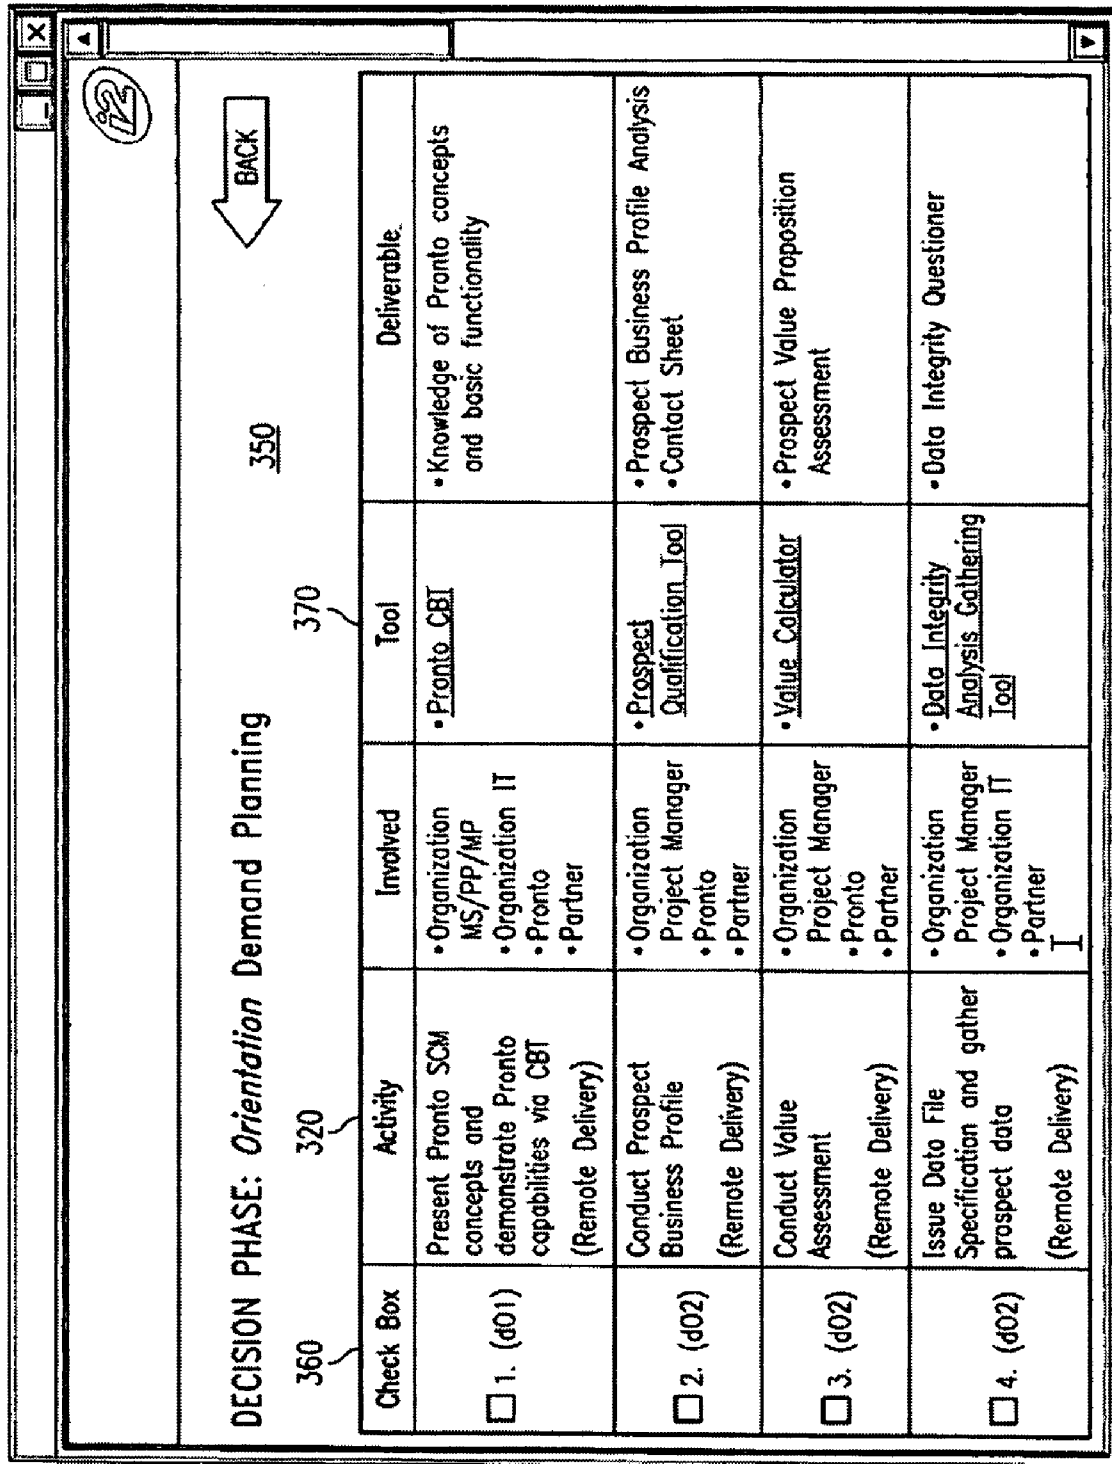 i2
DECISION PHASE: Orientation Demand Planning
BACK
350
360
320
370
Check Box
Activity
Involved
Tool
Deliverable
1. (d01)
Present Pronto SCM
concepts and
demonstrate Pronto
capabilities via CBT
(Remote Delivery)
• Organization
MS/PP/MP
• Organization IT
• Pronto
• Partner
• Pronto CBT
• Knowledge of Pronto concepts
and basic functionality
2. (d02)
Conduct Prospect
Business Profile
(Remote Delivery)
• Organization
Project Manager
• Pronto
• Partner
• Prospect
Qualification Tool
• Prospect Business Profile Analysis
• Contact Sheet
3. (d02)
Conduct Value
Assessment
(Remote Delivery)
• Organization
Project Manager
• Pronto
• Partner
• Value Calculator
• Prospect Value Proposition
Assessment
4. (d02)
Issue Data File
Specification and gather
prospect data
(Remote Delivery)
• Organization
Project Manager
• Organization IT
• Partner
• Data Integrity
Analysis Gathering
Tool
• Data Integrity Questioner